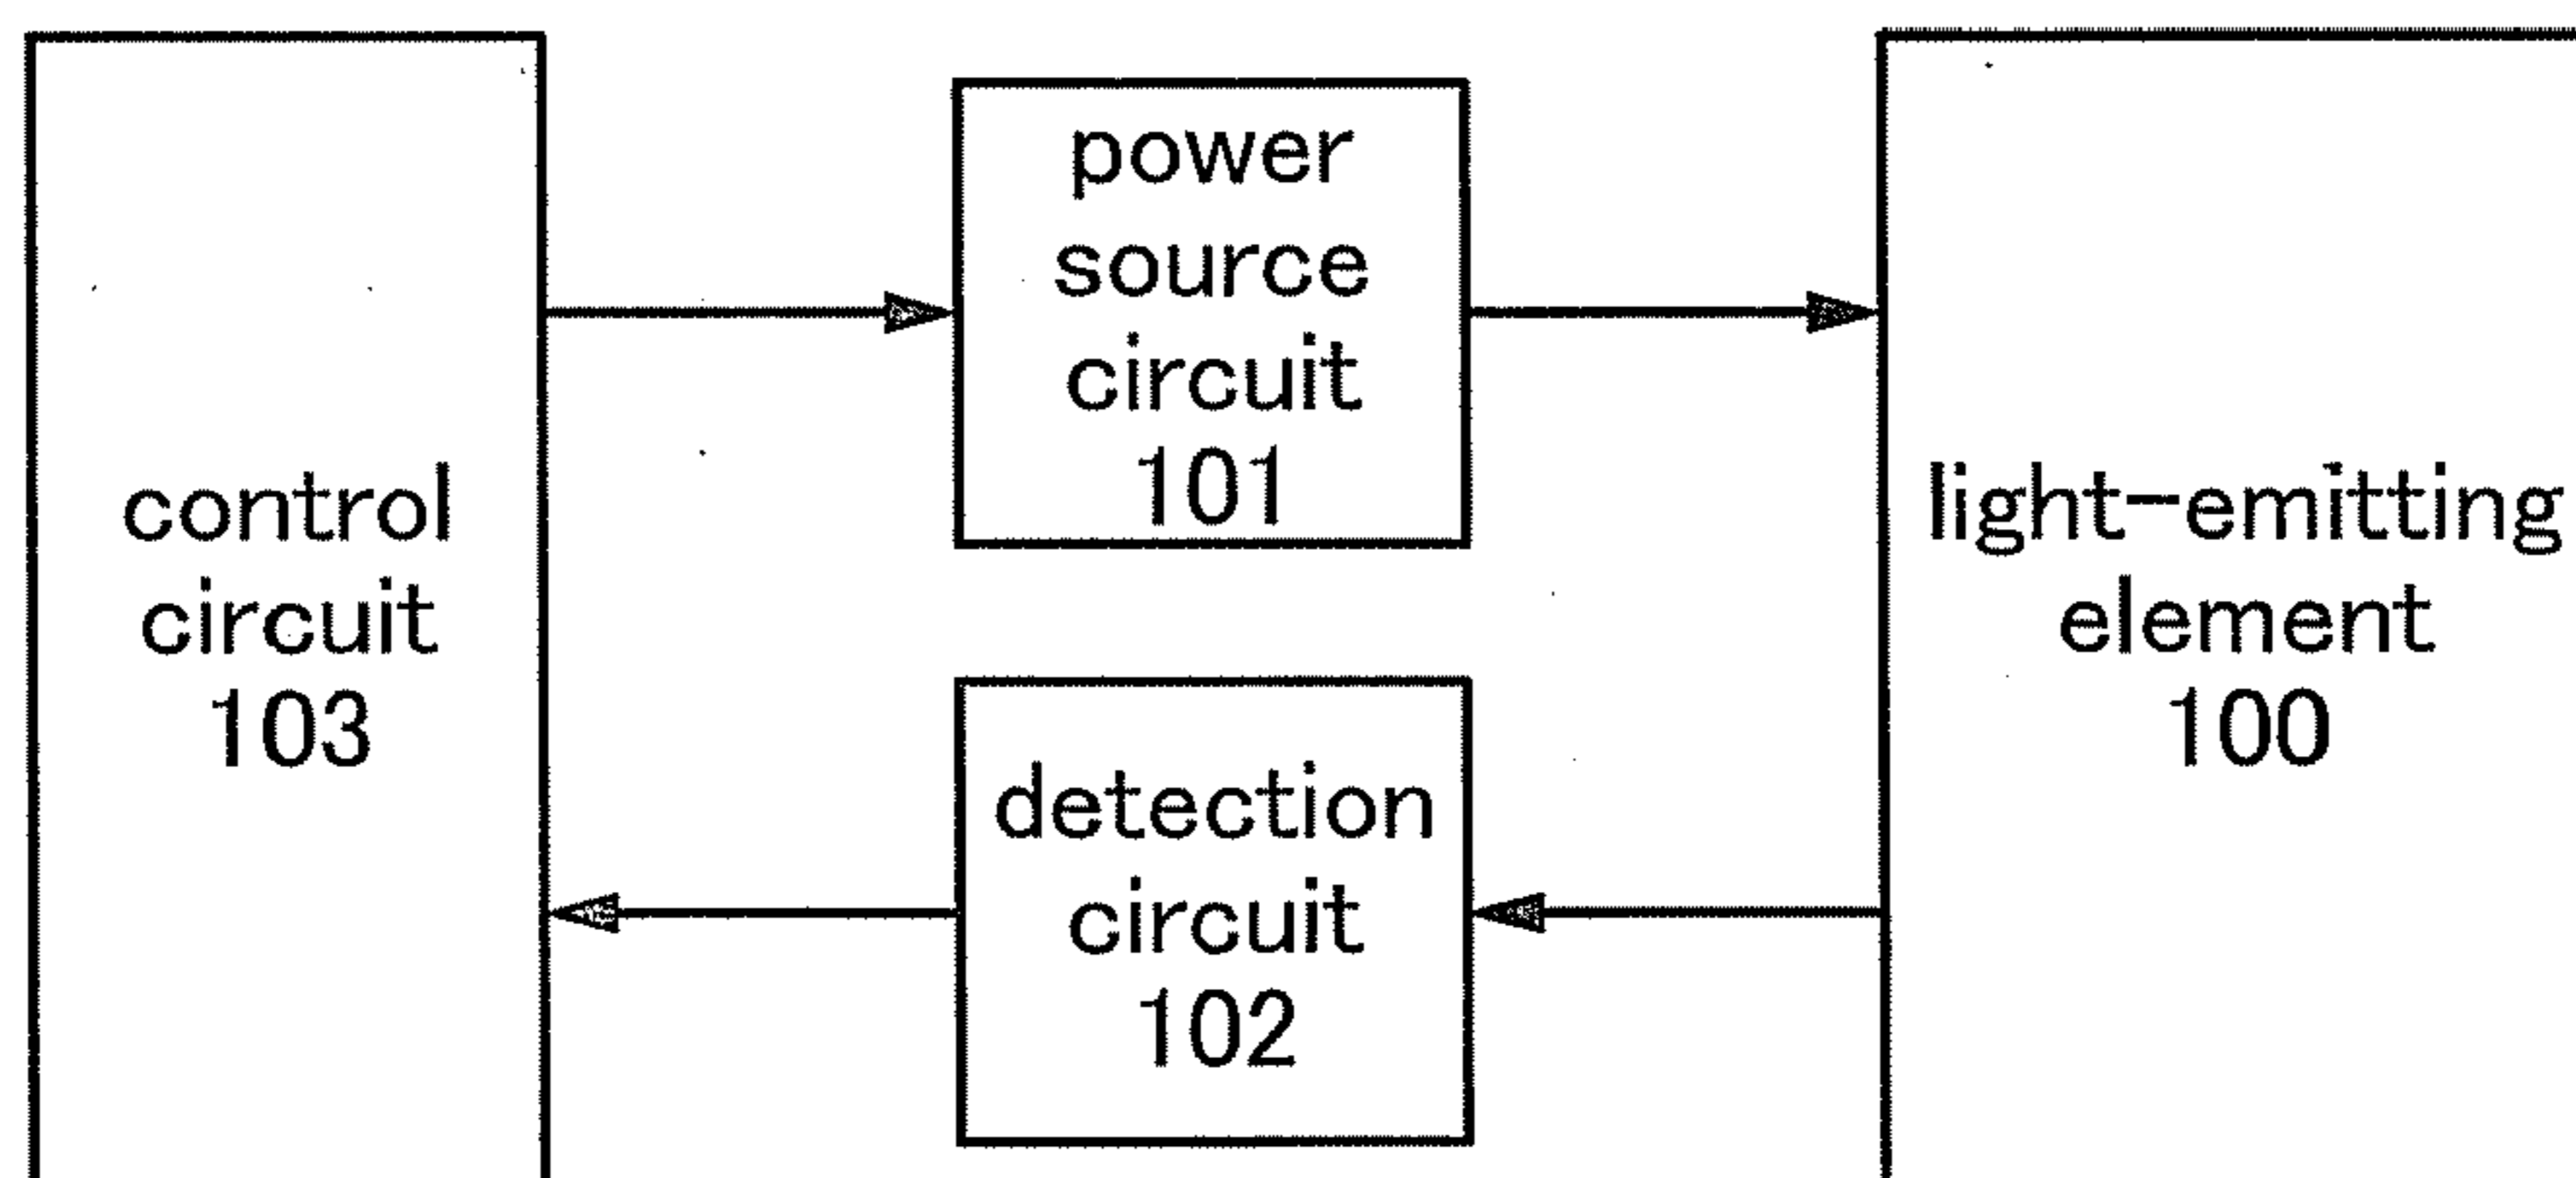 control
circuit
103
power
source
circuit
101
detection
circuit
102
light-emitting
element
100